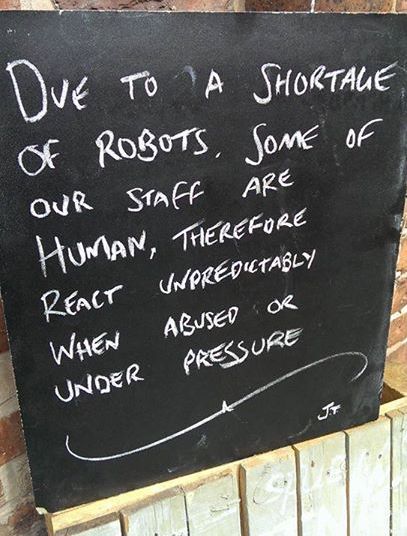 DUE TO A SHORTAGE
OF ROBOTS, SOME OF
OUR STAFF ARE
HUMAN, THEREFORE
REACT UNPREDICTABLY
WHEN ABUSED OR
UNDER PRESSURE
JT